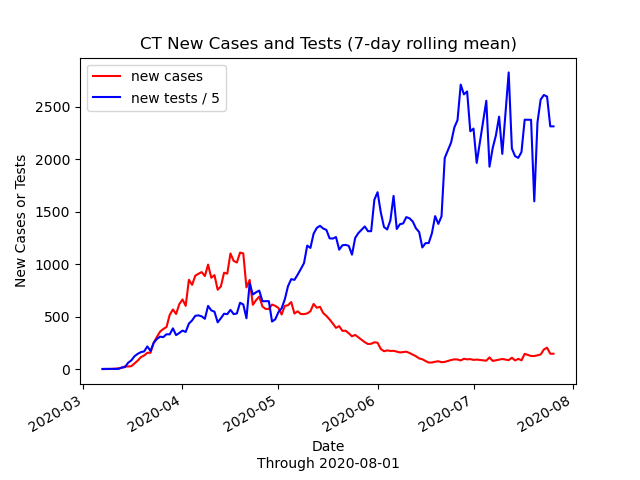 CT New Cases and Tests (7-day rolling mean)
new cases
new tests / 5
New Cases or Tests
2500
2000
1500
1000
500
0
2020-03
2020-04
2020-05
2020-06
2020-07
2020-08
Date
Through 2020-08-01